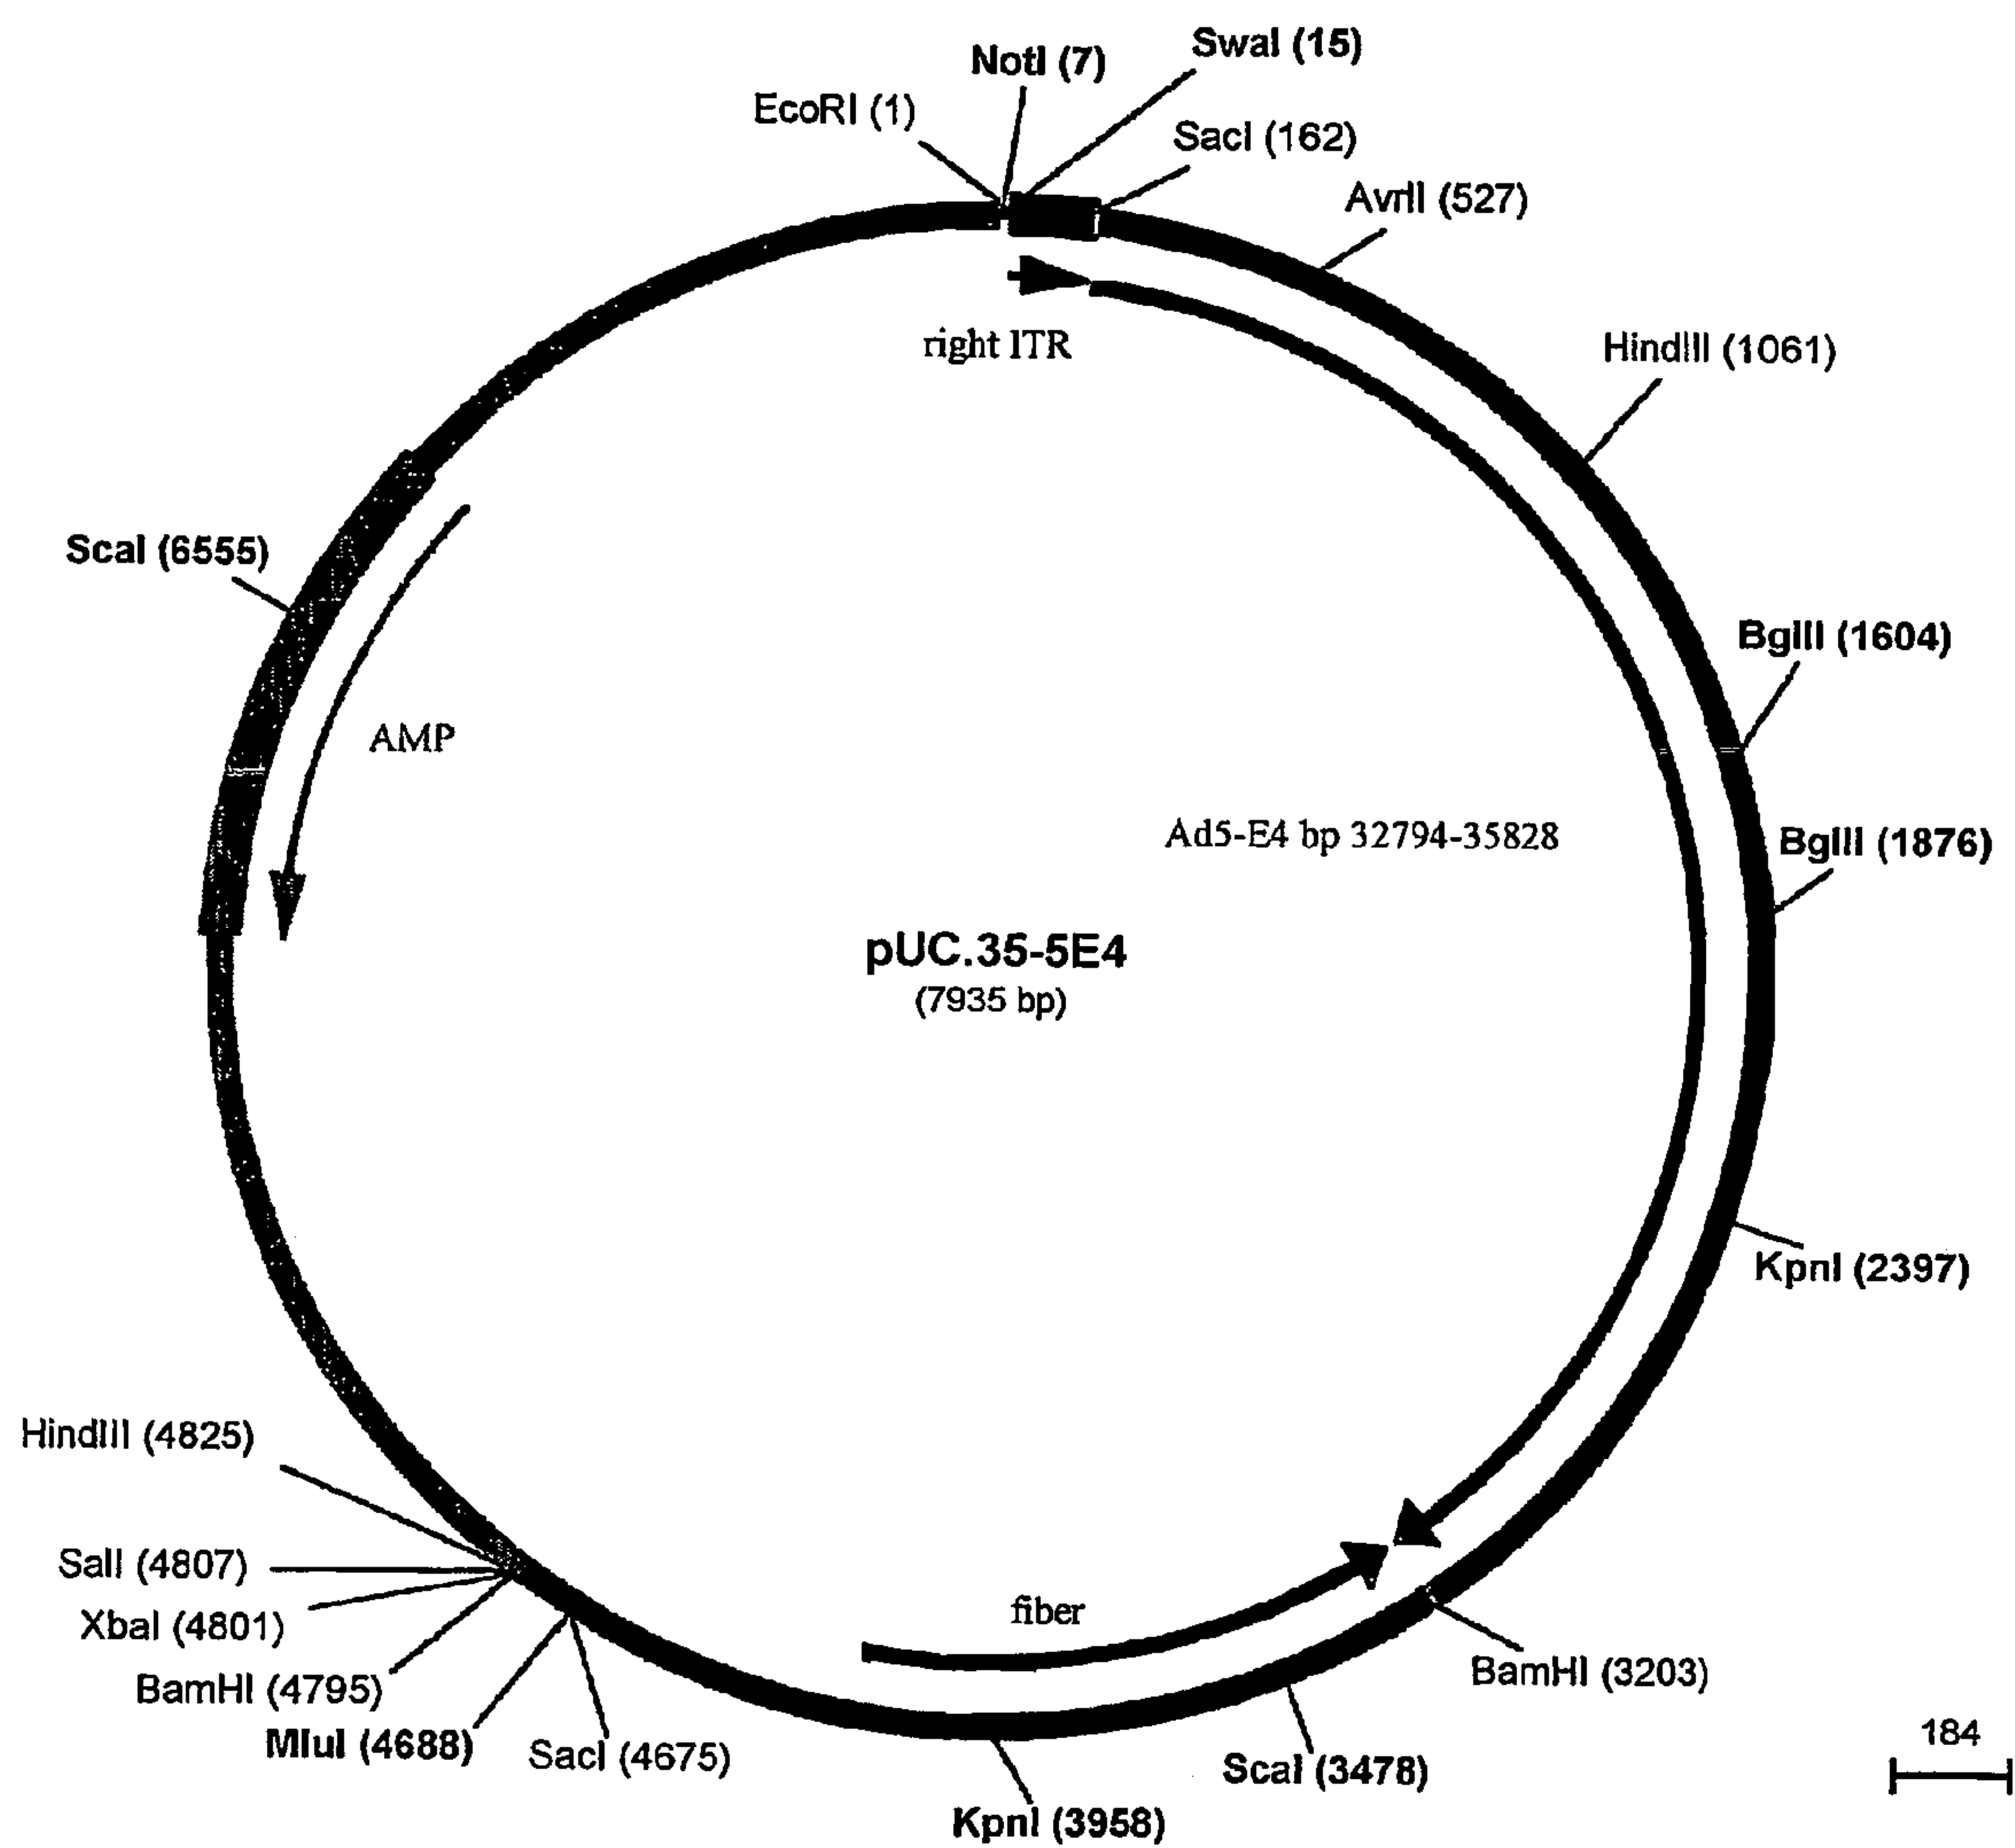 NotI (7)
SwaI (15)
EcoRI (1)
SacI (162)
AvrII (527)
right ITR
HindIII (1061)
ScaI (6555)
BglII (1604)
AMP
Ad5-E4 bp 32794-35828
BglII (1876)
pUC.35-5E4
(7935 bp)
KpnI (2397)
HindIII (4825)
SalI (4807)
fiber
XbaI (4801)
BamHI (3203)
BamHI (4795)
MluI (4688)
SacI (4675)
184
ScaI (3478)
KpnI (3958)